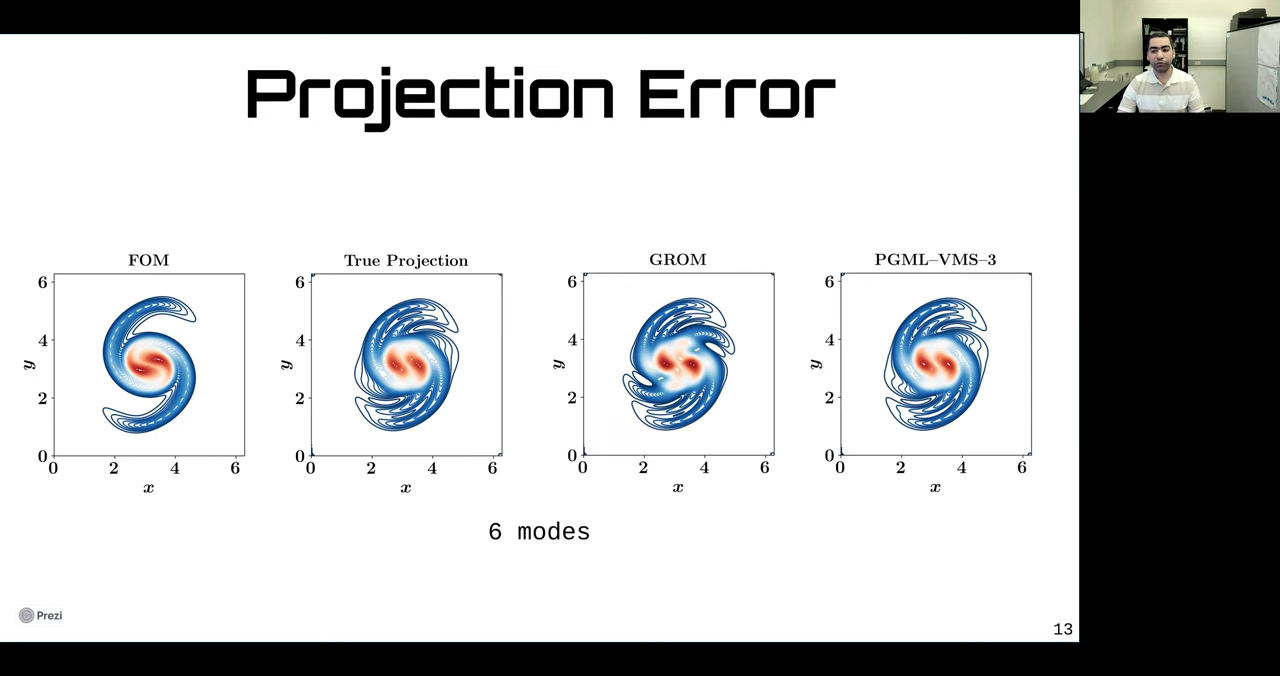 Projection Error
FOM
True Projection
GROM
PGML–VMS–3
6
4
2
0
y
0 2 4 6
x
6
4
2
0
y
0 2 4 6
x
6
4
2
0
y
0 2 4 6
x
6
4
2
0
y
0 2 4 6
x
6 modes
Prezi
13